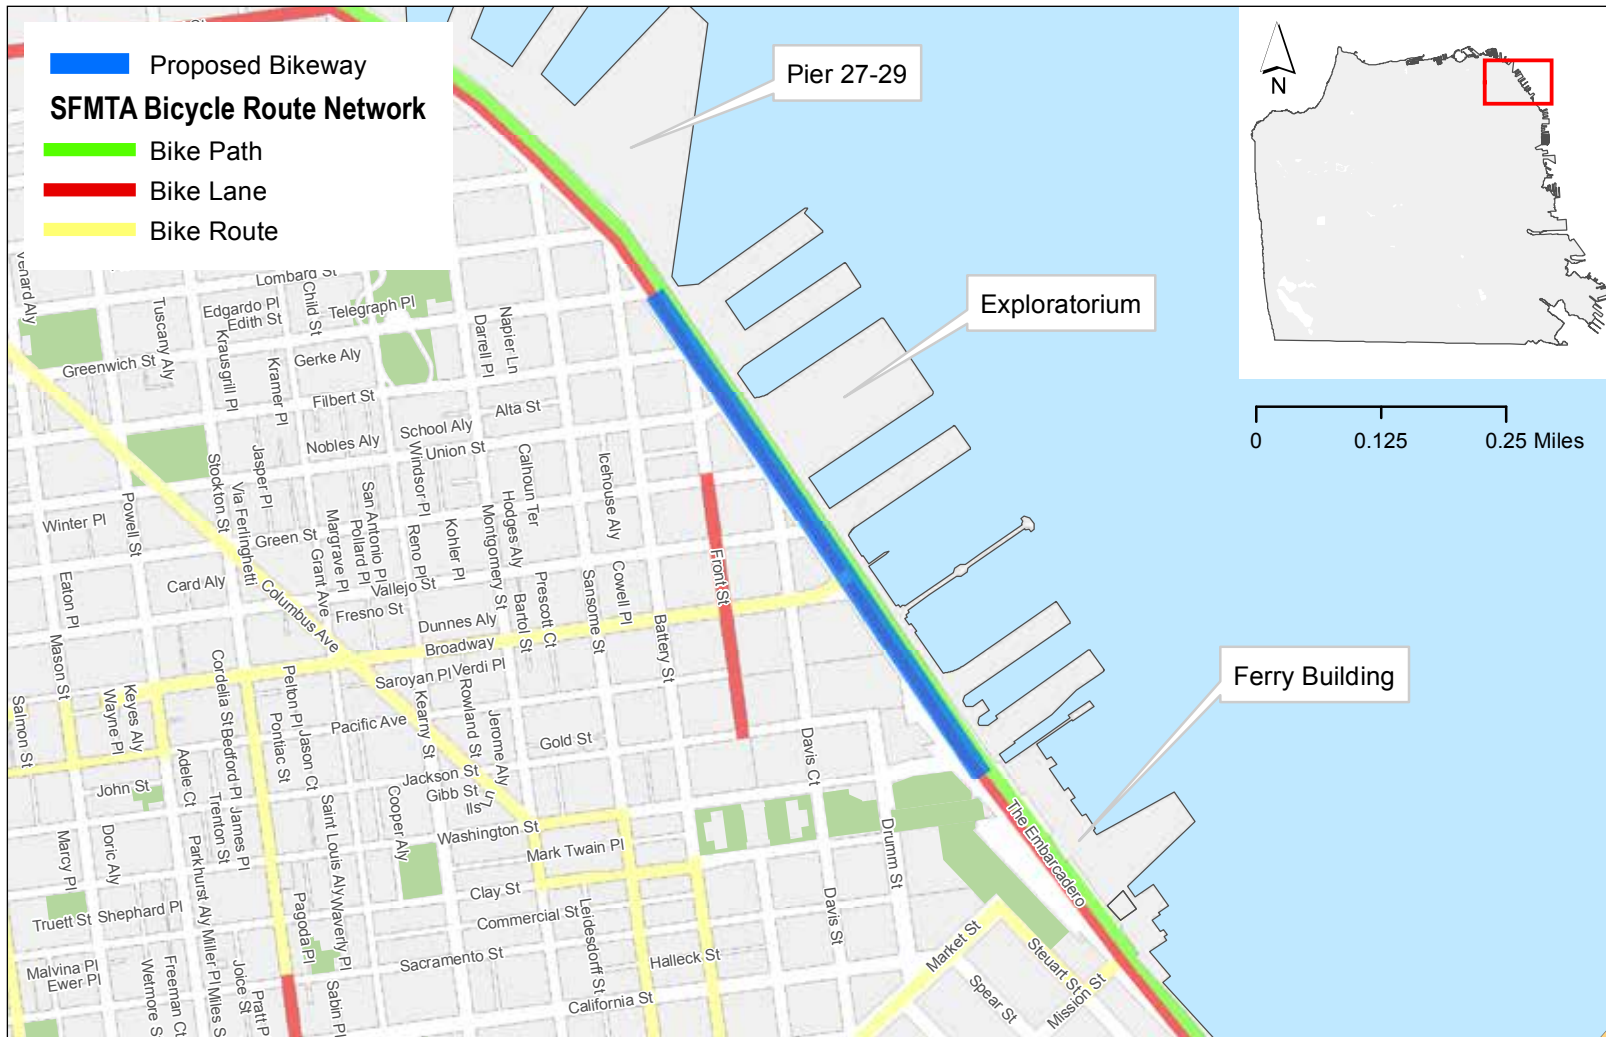 Proposed Bikeway
SFMTA Bicycle Route Network
Bike Path
Bike Lane
Bike Route
Pier 27-29
Exploratorium
Ferry Building
N
0
0.125
0.25 Miles
Lombard St
Edgardo Pl
Edith St
Child St
Telegraph Pl
Venard Aly
Tuscany Aly
Krausgrill Pl
Kramer Pl
Gerke Aly
Darrell Pl
Napier Ln
Greenwich St
Filbert St
Alta St
School Aly
Nobles Aly
Union St
Jasper Pl
Stockton St
Via Ferlinghetti
Powell St
Winter Pl
Green St
Windsor Pl
San Antonio Pl
Margrave Pl
Pollard Pl
Grant Ave
Reno Pl
Kohler Pl
Montgomery St
Hodges Aly
Calhoun Ter
Icehouse Aly
Cowell Pl
Sansome St
Prescott Ct
Bartol St
Front St
Battery St
Card Aly
Vallejo St
Fresno St
Columbus Ave
Eaton Pl
Mason St
Dunnes Aly
Broadway
Verdi Pl
Saroyan Pl
Salmon St
Keyes Aly
Wayne Pl
Cordelia St
Bedford Pl
Pelton Pl
Pontiac St
Jason Ct
Pacific Ave
Kearny St
Rowland St
Jerome Aly
Gold St
Davis Ct
Jackson St
Gibb St
Ils Ln
John St
Adele Ct
Trenton St
James Pl
Saint Louis Aly
Cooper Aly
Washington St
Mark Twain Pl
Drumm St
The Embarcadero
Marcy Pl
Doric Aly
Parkhurst Aly
Miller Pl
Waverly Pl
Pagoda Pl
Clay St
Commercial St
Leidesdorff St
Davis St
Truett St
Shephard Pl
Malvina Pl
Ewer Pl
Wetmore S
Freeman Ct
Miles S
Joice St
Pratt P
Sabin Pl
Sacramento St
California St
Halleck St
Market St
Steuart St
Spear St
Mission St